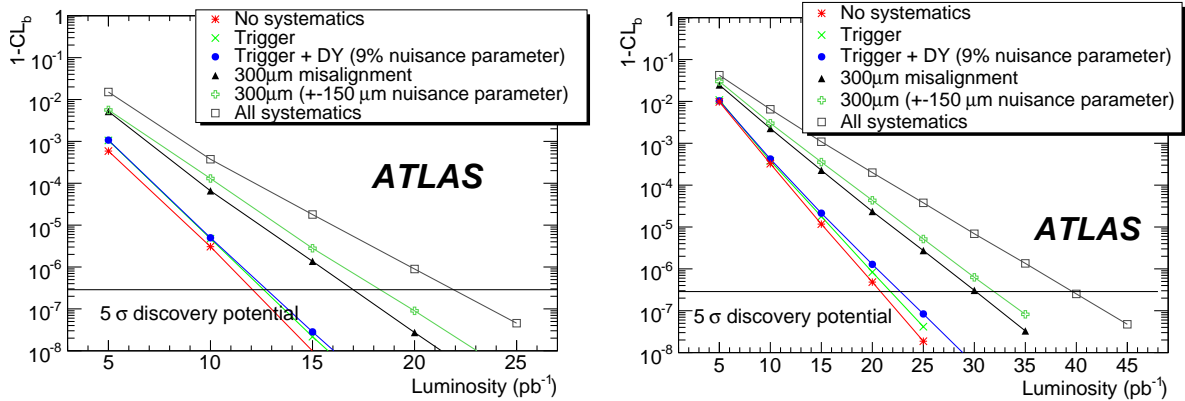 1-CLb
10⁻¹
10⁻²
10⁻³
10⁻⁴
10⁻⁵
10⁻⁶
10⁻⁷
10⁻⁸
No systematics
Trigger
Trigger + DY (9% nuisance parameter)
300μm misalignment
300μm (+-150 μm nuisance parameter)
All systematics
ATLAS
5 σ discovery potential
5 10 15 20 25
Luminosity (pb⁻¹)
1-CLb
1
10⁻¹
10⁻²
10⁻³
10⁻⁴
10⁻⁵
10⁻⁶
10⁻⁷
10⁻⁸
No systematics
Trigger
Trigger + DY (9% nuisance parameter)
300μm misalignment
300μm (+-150 μm nuisance parameter)
All systematics
ATLAS
5 σ discovery potential
5 10 15 20 25 30 35 40 45
Luminosity (pb⁻¹)